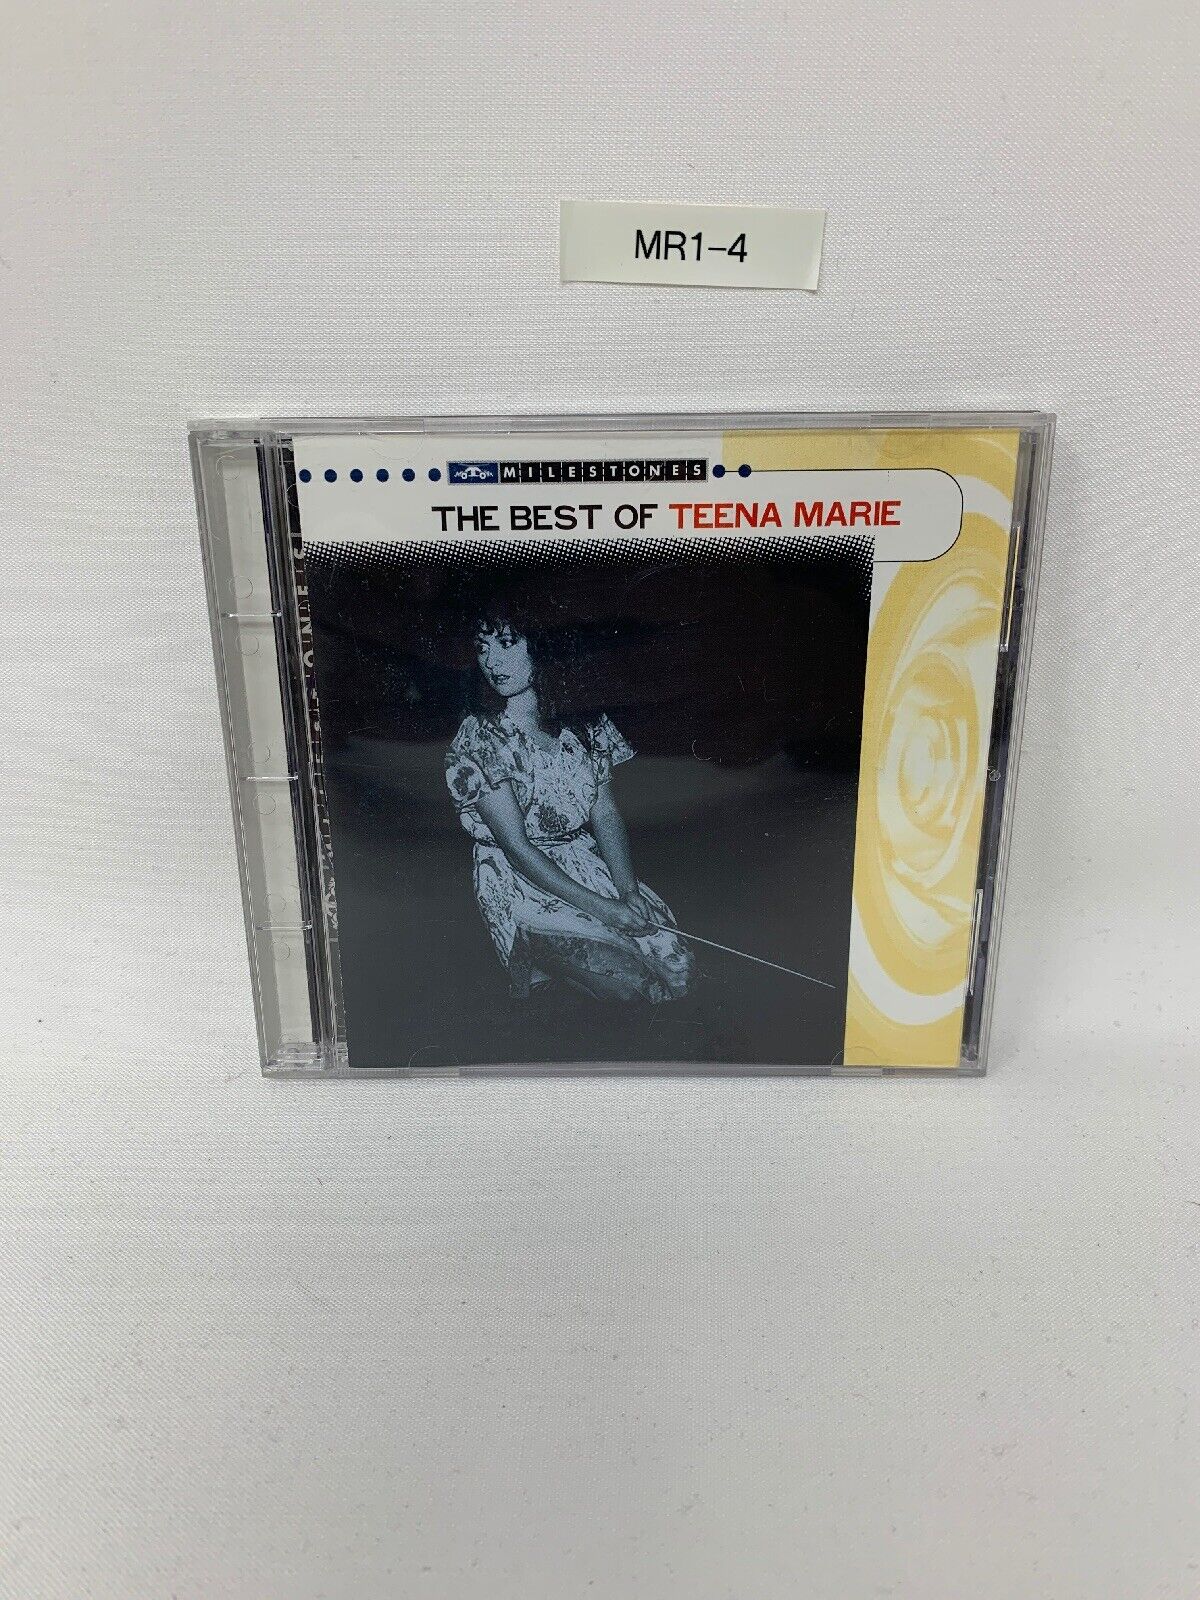 MR1-4
MILESTONES
THE BEST OF TEENA MARIE